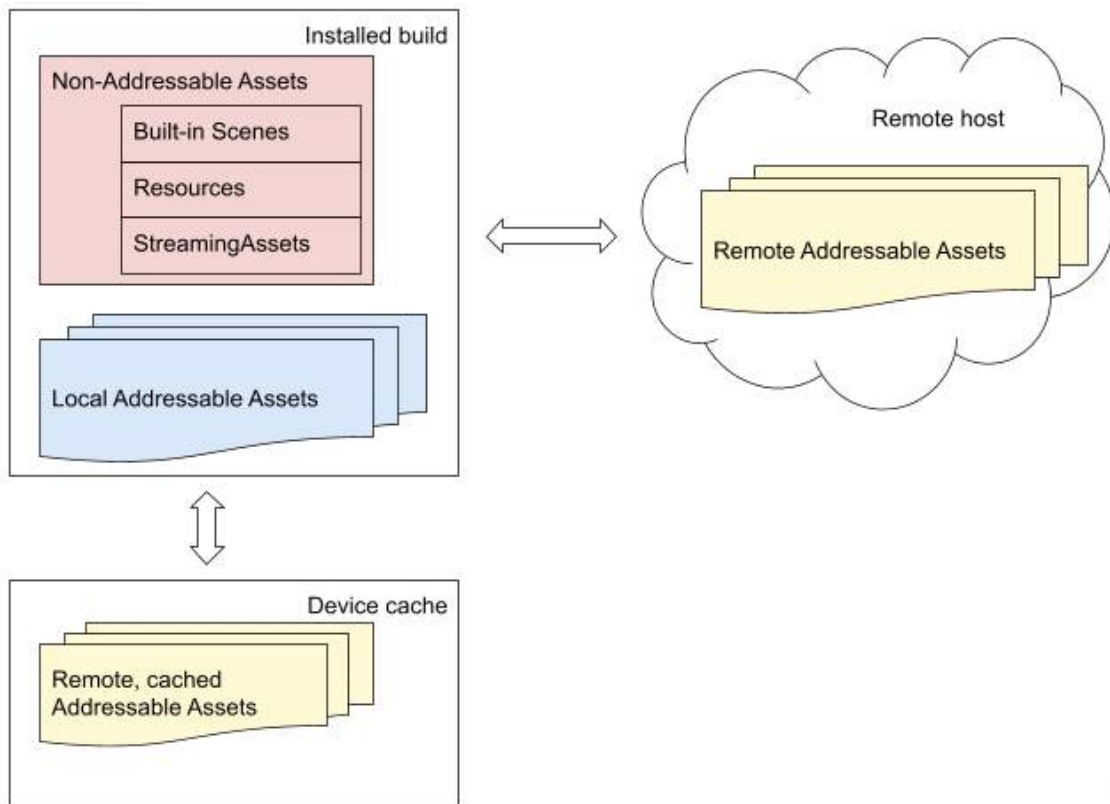 Installed build
Non-Addressable Assets
Built-in Scenes
Resources
StreamingAssets
Local Addressable Assets
Remote host
Remote Addressable Assets
Device cache
Remote, cached
Addressable Assets